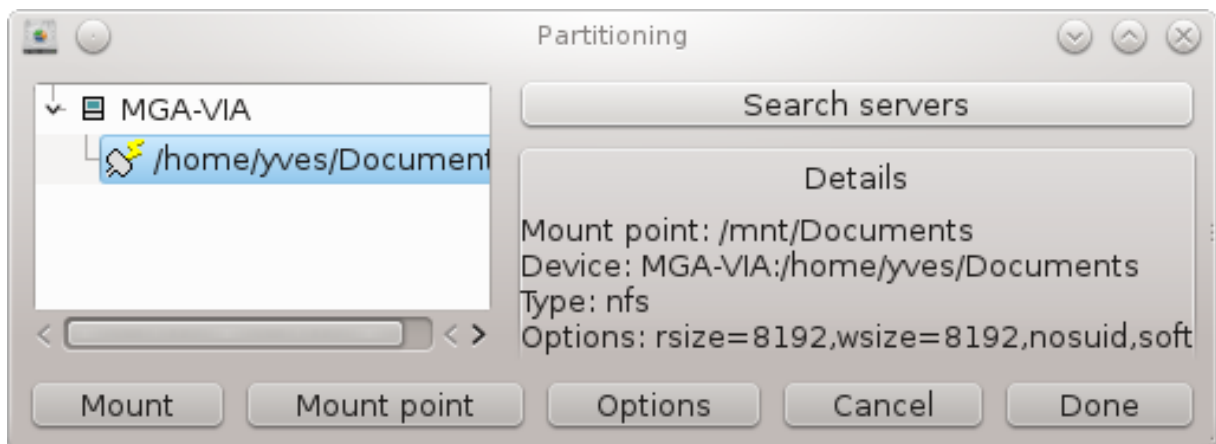 Partitioning
MGA-VIA
/home/yves/Document
Search servers
Details
Mount point: /mnt/Documents
Device: MGA-VIA:/home/yves/Documents
Type: nfs
Options: rsize=8192,wsize=8192,nosuid,soft
Mount
Mount point
Options
Cancel
Done